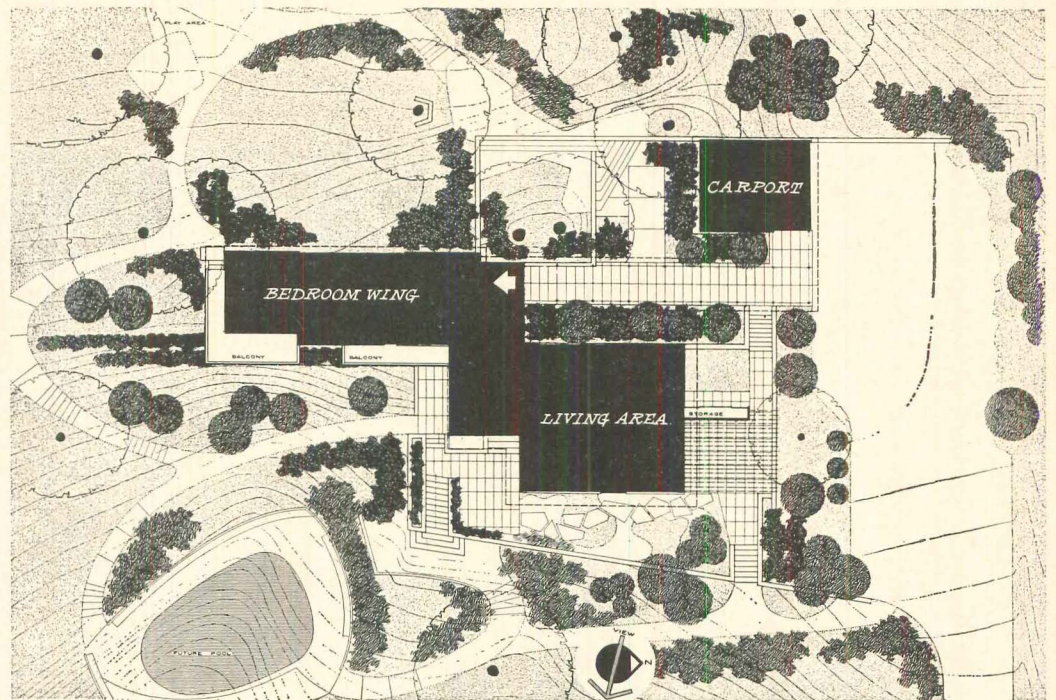 PLAY AREA
CARPORT
BEDROOM WING
BALCONY
BALCONY
LIVING AREA
STORAGE
FUTURE POOL
VIEW
N